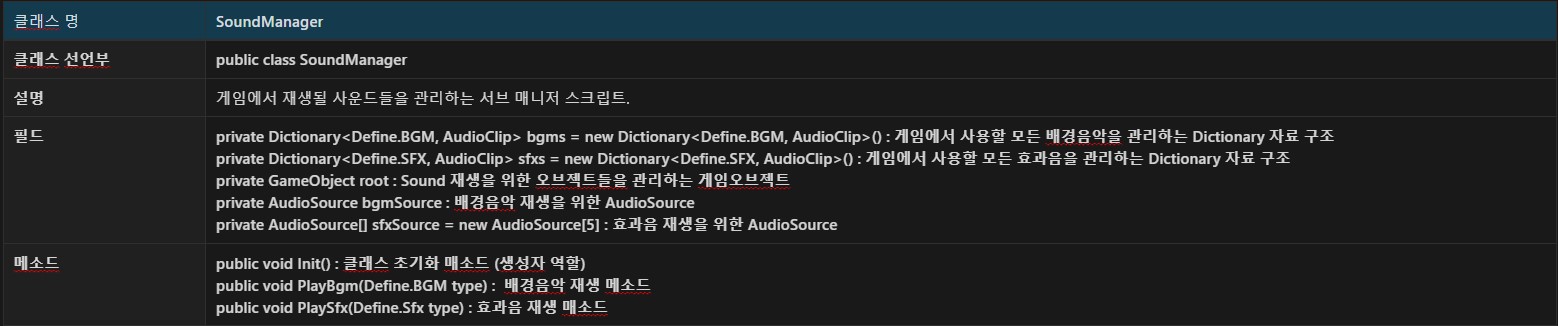 클래스 명 SoundManager
클래스 선언부 public class SoundManager
설명 게임에서 재생될 사운드들을 관리하는 서브 매니저 스크립트.
필드 private Dictionary<Define.BGM, AudioClip> bgms = new Dictionary<Define.BGM, AudioClip>() : 게임에서 사용할 모든 배경음악을 관리하는 Dictionary 자료 구조
private Dictionary<Define.SFX, AudioClip> sfxs = new Dictionary<Define.SFX, AudioClip>() : 게임에서 사용할 모든 효과음을 관리하는 Dictionary 자료 구조
private GameObject root : Sound 재생을 위한 오브젝트들을 관리하는 게임오브젝트
private AudioSource bgmSource : 배경음악 재생을 위한 AudioSource
private AudioSource[] sfxSource = new AudioSource[5] : 효과음 재생을 위한 AudioSource
메소드 public void Init() : 클래스 초기화 매소드 (생성자 역할)
public void PlayBgm(Define.BGM type) : 배경음악 재생 메소드
public void PlaySfx(Define.Sfx type) : 효과음 재생 매소드